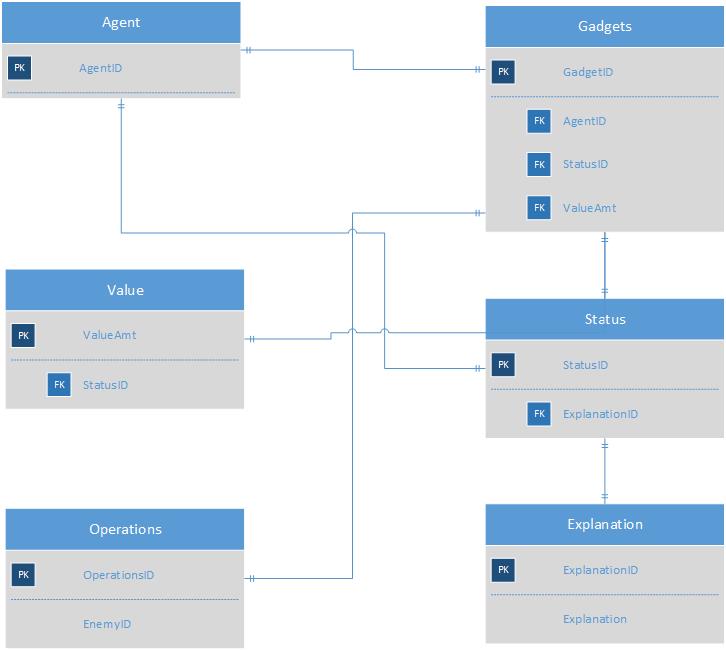 Agent
PK AgentID
Gadgets
PK GadgetID
FK AgentID
FK StatusID
FK ValueAmt
Value
PK ValueAmt
FK StatusID
Status
PK StatusID
FK ExplanationID
Operations
PK OperationsID
EnemyID
Explanation
PK ExplanationID
Explanation